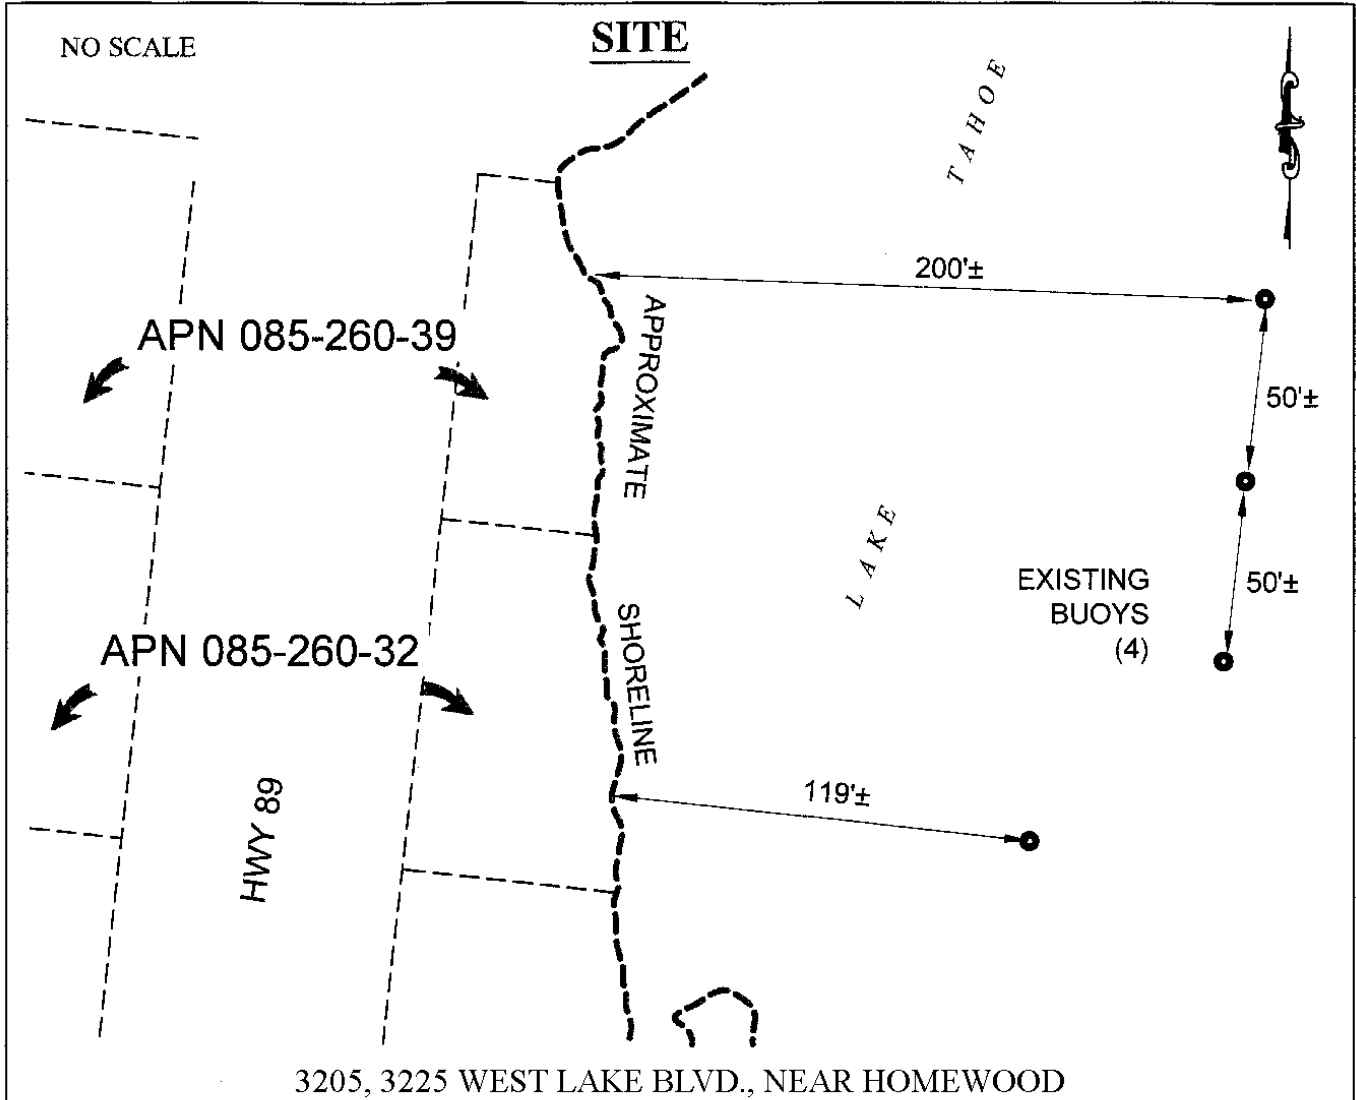 NO SCALE
SITE
TAHOE
200'±
APN 085-260-39
APPROXIMATE
50'±
LAKE
EXISTING
BUOYS
(4)
50'±
APN 085-260-32
SHORELINE
HWY 89
119'±
3205, 3225 WEST LAKE BLVD., NEAR HOMEWOOD